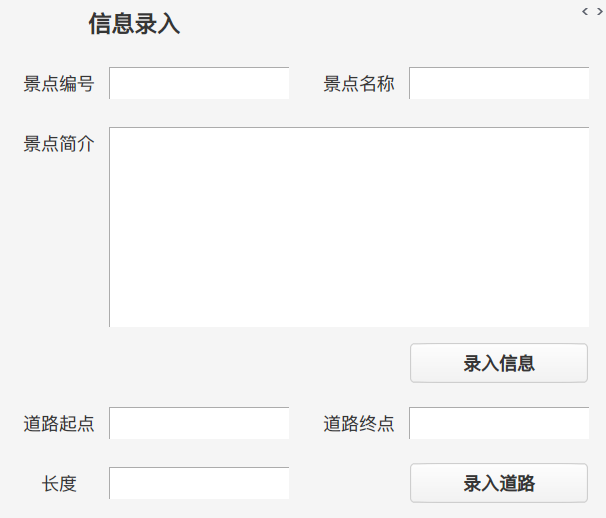 信息录入
景点编号 景点名称
景点简介
录入信息
道路起点 道路终点
长度 录入道路